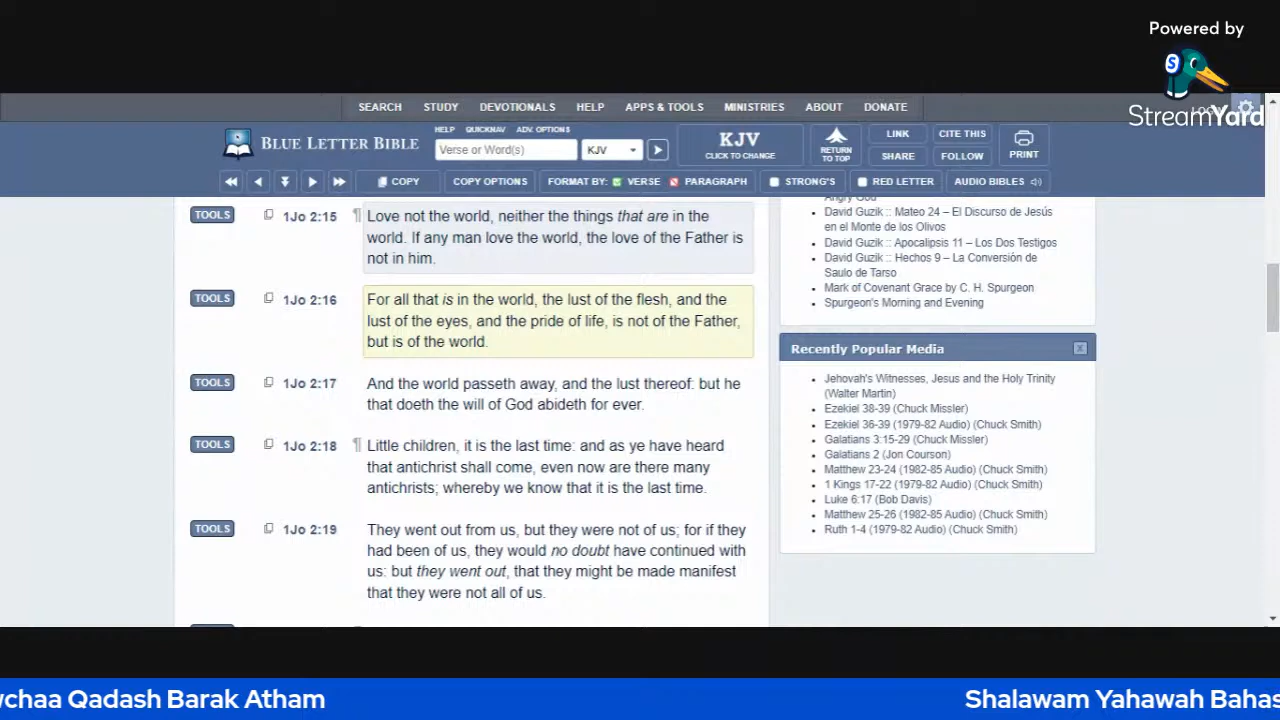 Powered by
StreamYard
SEARCH STUDY DEVOTIONALS HELP APPS & TOOLS MINISTRIES ABOUT DONATE
HELP QUICKNAV ADV. OPTIONS
BLUE LETTER BIBLE
Verse or Word(s)
KJV
KJV
CLICK TO CHANGE
RETURN
TO TOP
LINK
CITE THIS
SHARE
FOLLOW
PRINT
COPY COPY OPTIONS FORMAT BY: VERSE PARAGRAPH STRONG'S RED LETTER AUDIO BIBLES
TOOLS 1Jo 2:15 ¶ Love not the world, neither the things that are in the
world. If any man love the world, the love of the Father is
not in him.
TOOLS 1Jo 2:16 For all that is in the world, the lust of the flesh, and the
lust of the eyes, and the pride of life, is not of the Father,
but is of the world.
TOOLS 1Jo 2:17 And the world passeth away, and the lust thereof: but he
that doeth the will of God abideth for ever.
TOOLS 1Jo 2:18 ¶ Little children, it is the last time: and as ye have heard
that antichrist shall come, even now are there many
antichrists; whereby we know that it is the last time.
TOOLS 1Jo 2:19 They went out from us, but they were not of us; for if they
had been of us, they would no doubt have continued with
us: but they went out, that they might be made manifest
that they were not all of us.
Angry God
David Guzik :: Mateo 24 – El Discurso de Jesús
en el Monte de los Olivos
David Guzik :: Apocalipsis 11 – Los Dos Testigos
David Guzik :: Hechos 9 – La Conversión de
Saulo de Tarso
Mark of Covenant Grace by C. H. Spurgeon
Spurgeon's Morning and Evening
Recently Popular Media
Jehovah's Witnesses, Jesus and the Holy Trinity
(Walter Martin)
Ezekiel 38-39 (Chuck Missler)
Ezekiel 36-39 (1979-82 Audio) (Chuck Smith)
Galatians 3:15-29 (Chuck Missler)
Galatians 2 (Jon Courson)
Matthew 23-24 (1982-85 Audio) (Chuck Smith)
1 Kings 17-22 (1979-82 Audio) (Chuck Smith)
Luke 6:17 (Bob Davis)
Matthew 25-26 (1982-85 Audio) (Chuck Smith)
Ruth 1-4 (1979-82 Audio) (Chuck Smith)
wchaa Qadash Barak Atham
Shalawam Yahawah Bahas